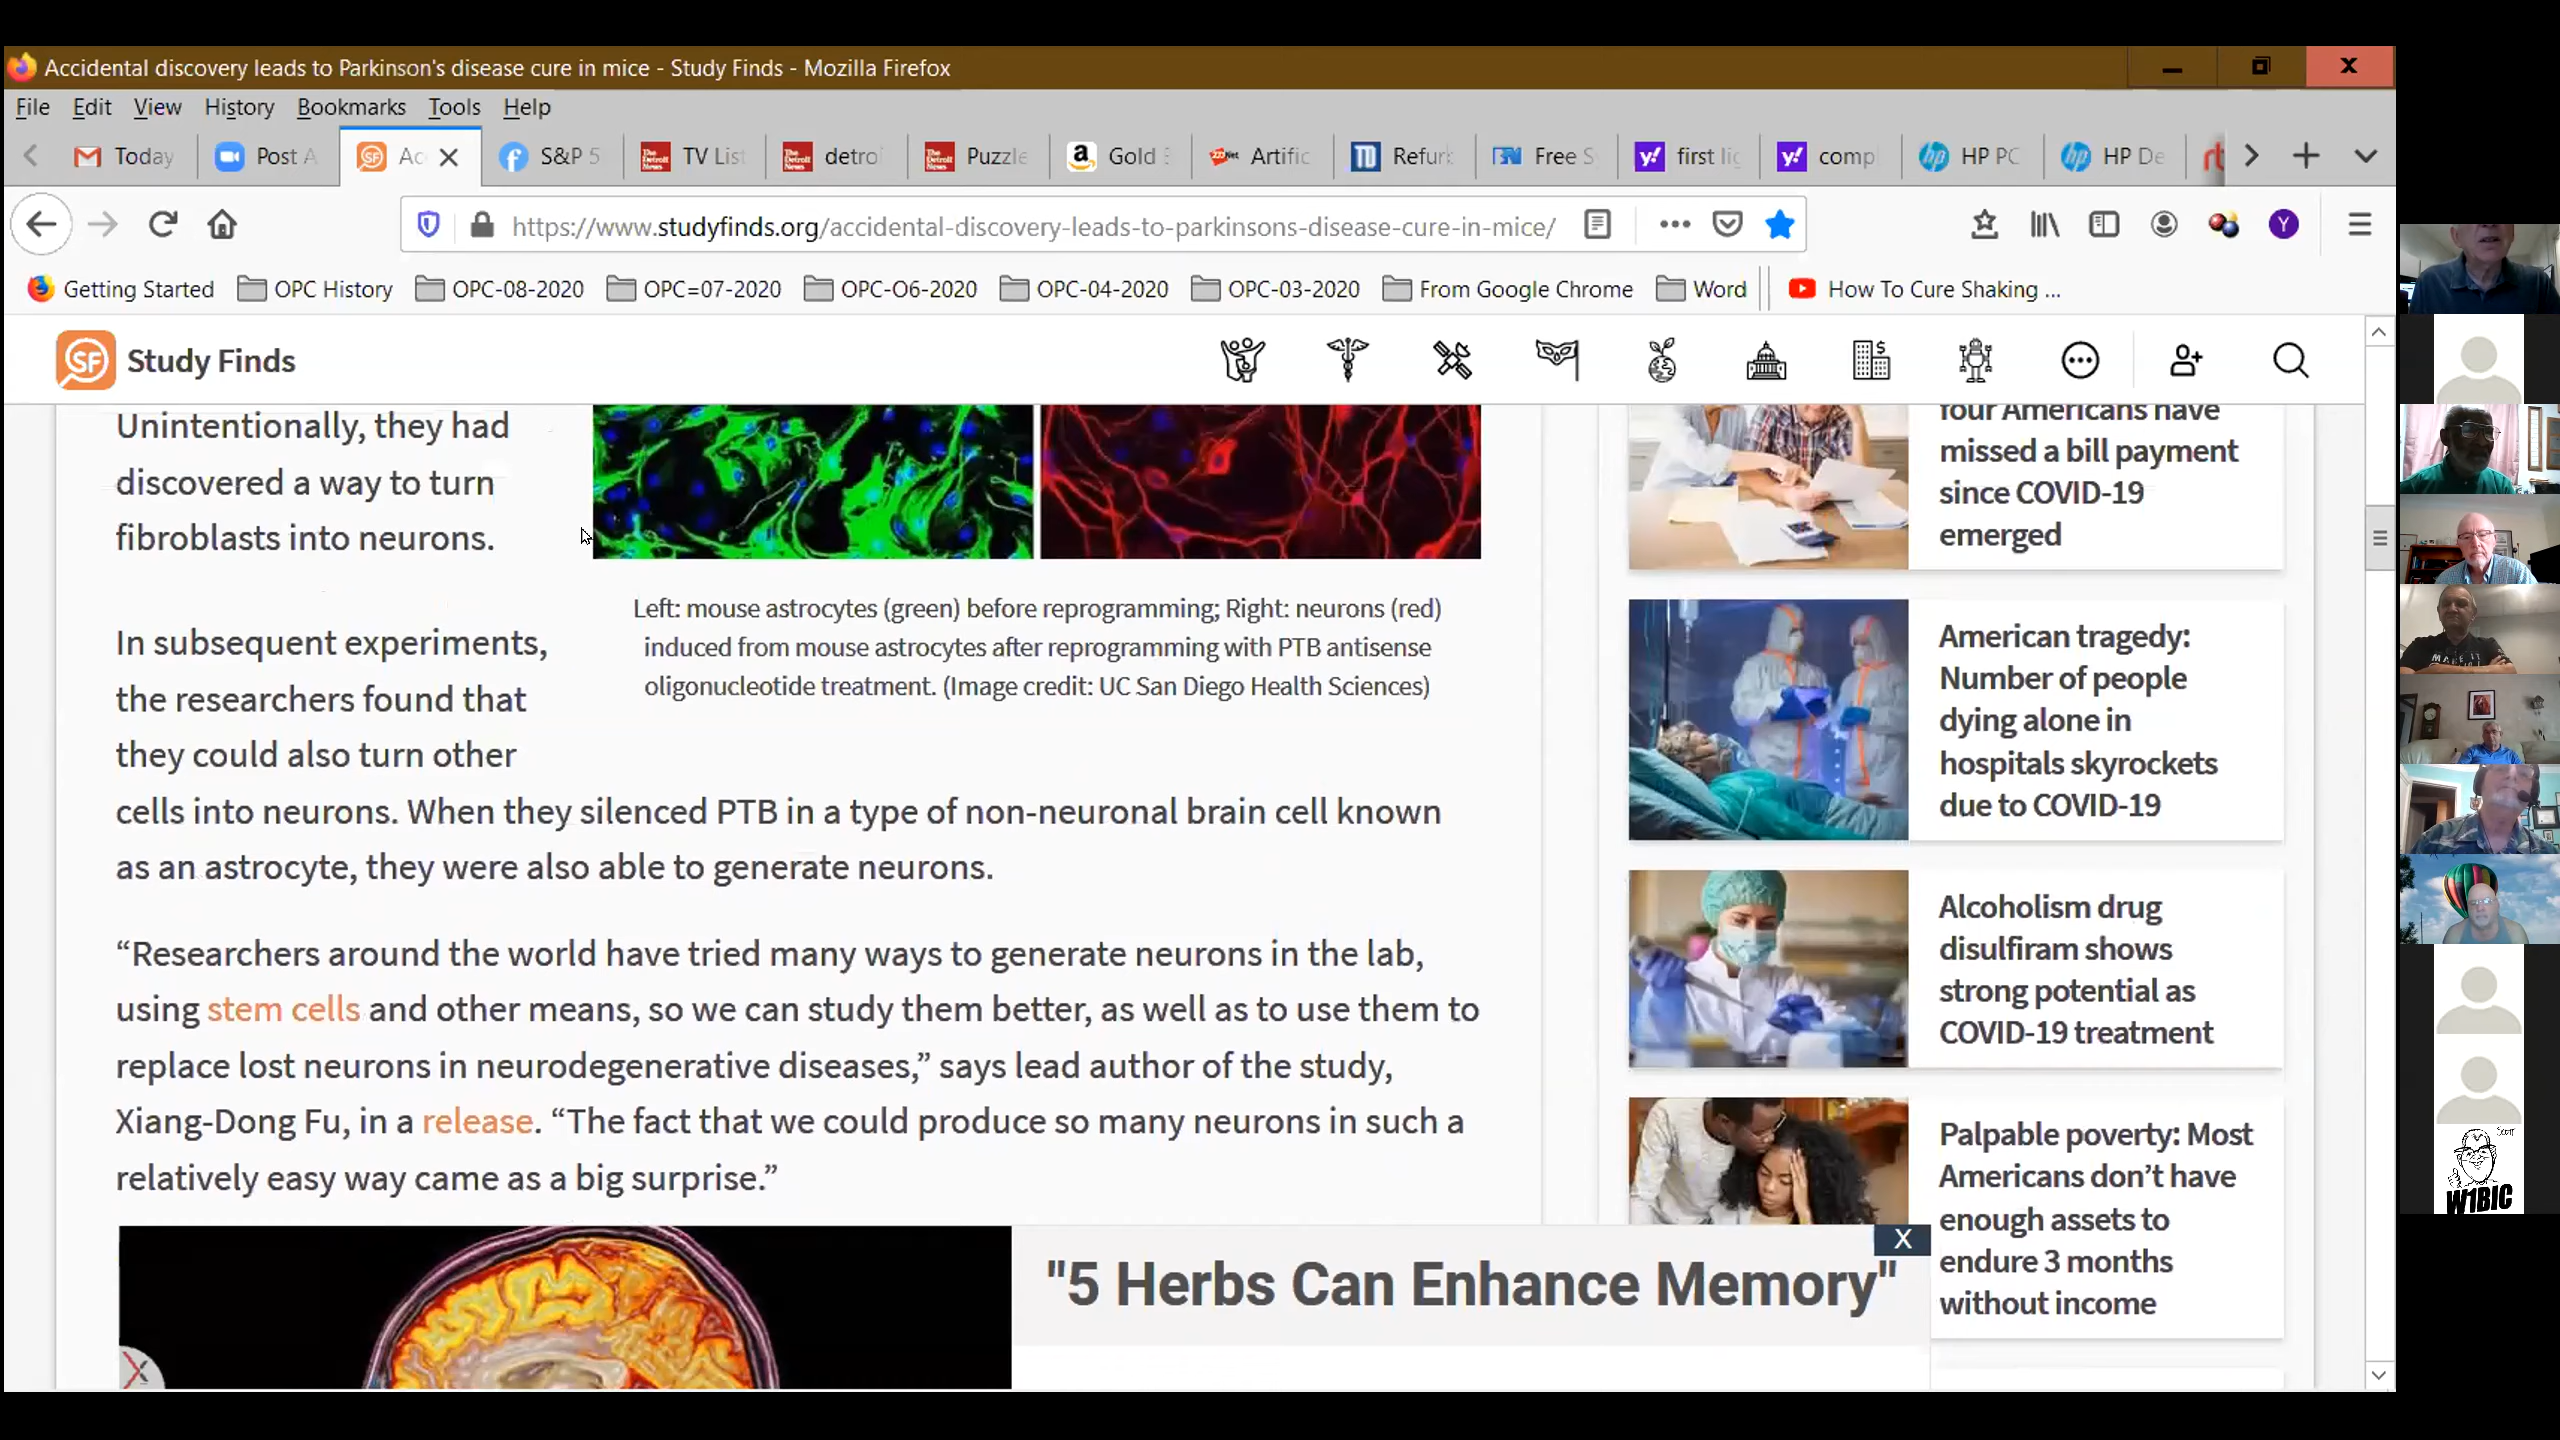 Accidental discovery leads to Parkinson's disease cure in mice - Study Finds - Mozilla Firefox
File Edit View History Bookmarks Tools Help
Today Post A Ac S&P 5 TV List detro Puzzle Gold Artific Refur Free S first lig comp HP PC HP De
https://www.studyfinds.org/accidental-discovery-leads-to-parkinsons-disease-cure-in-mice/
Y
Getting Started OPC History OPC-08-2020 OPC=07-2020 OPC-O6-2020 OPC-04-2020 OPC-03-2020 From Google Chrome Word How To Cure Shaking ...
SF Study Finds
Unintentionally, they had
discovered a way to turn
fibroblasts into neurons.
Left: mouse astrocytes (green) before reprogramming; Right: neurons (red)
induced from mouse astrocytes after reprogramming with PTB antisense
oligonucleotide treatment. (Image credit: UC San Diego Health Sciences)
In subsequent experiments,
the researchers found that
they could also turn other
cells into neurons. When they silenced PTB in a type of non-neuronal brain cell known
as an astrocyte, they were also able to generate neurons.
“Researchers around the world have tried many ways to generate neurons in the lab,
using stem cells and other means, so we can study them better, as well as to use them to
replace lost neurons in neurodegenerative diseases,” says lead author of the study,
Xiang-Dong Fu, in a release. “The fact that we could produce so many neurons in such a
relatively easy way came as a big surprise.”
"5 Herbs Can Enhance Memory"
X
four Americans have
missed a bill payment
since COVID-19
emerged
American tragedy:
Number of people
dying alone in
hospitals skyrockets
due to COVID-19
Alcoholism drug
disulfiram shows
strong potential as
COVID-19 treatment
Palpable poverty: Most
Americans don’t have
enough assets to
endure 3 months
without income
Scott
W1BIC